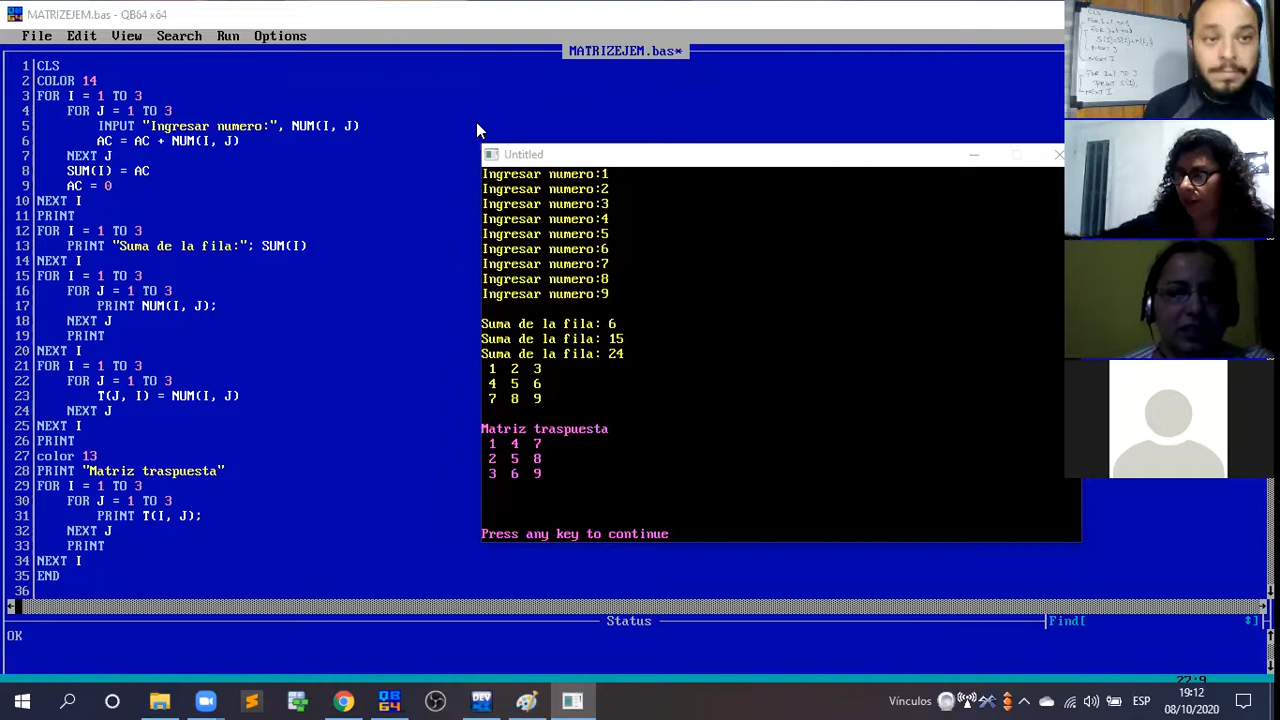 MATRIZEJEM.bas - QB64 x64
File Edit View Search Run Options
MATRIZEJEM.bas*
1 CLS
2 COLOR 14
3 FOR I = 1 TO 3
4 FOR J = 1 TO 3
5 INPUT "Ingresar numero:", NUM(I, J)
6 AC = AC + NUM(I, J)
7 NEXT J
8 SUM(I) = AC
9 AC = 0
10 NEXT I
11 PRINT
12 FOR I = 1 TO 3
13 PRINT "Suma de la fila:"; SUM(I)
14 NEXT I
15 FOR I = 1 TO 3
16 FOR J = 1 TO 3
17 PRINT NUM(I, J);
18 NEXT J
19 PRINT
20 NEXT I
21 FOR I = 1 TO 3
22 FOR J = 1 TO 3
23 T(J, I) = NUM(I, J)
24 NEXT J
25 NEXT I
26 PRINT
27 color 13
28 PRINT "Matriz traspuesta"
29 FOR I = 1 TO 3
30 FOR J = 1 TO 3
31 PRINT T(I, J);
32 NEXT J
33 PRINT
34 NEXT I
35 END
36
Untitled
Ingresar numero:1
Ingresar numero:2
Ingresar numero:3
Ingresar numero:4
Ingresar numero:5
Ingresar numero:6
Ingresar numero:7
Ingresar numero:8
Ingresar numero:9
Suma de la fila: 6
Suma de la fila: 15
Suma de la fila: 24
1 2 3
4 5 6
7 8 9
Matriz traspuesta
1 4 7
2 5 8
3 6 9
Press any key to continue
CLS
Status
Find[
OK
27:9
QB
64
DEV
Vínculos
ESP
19:12
08/10/2020